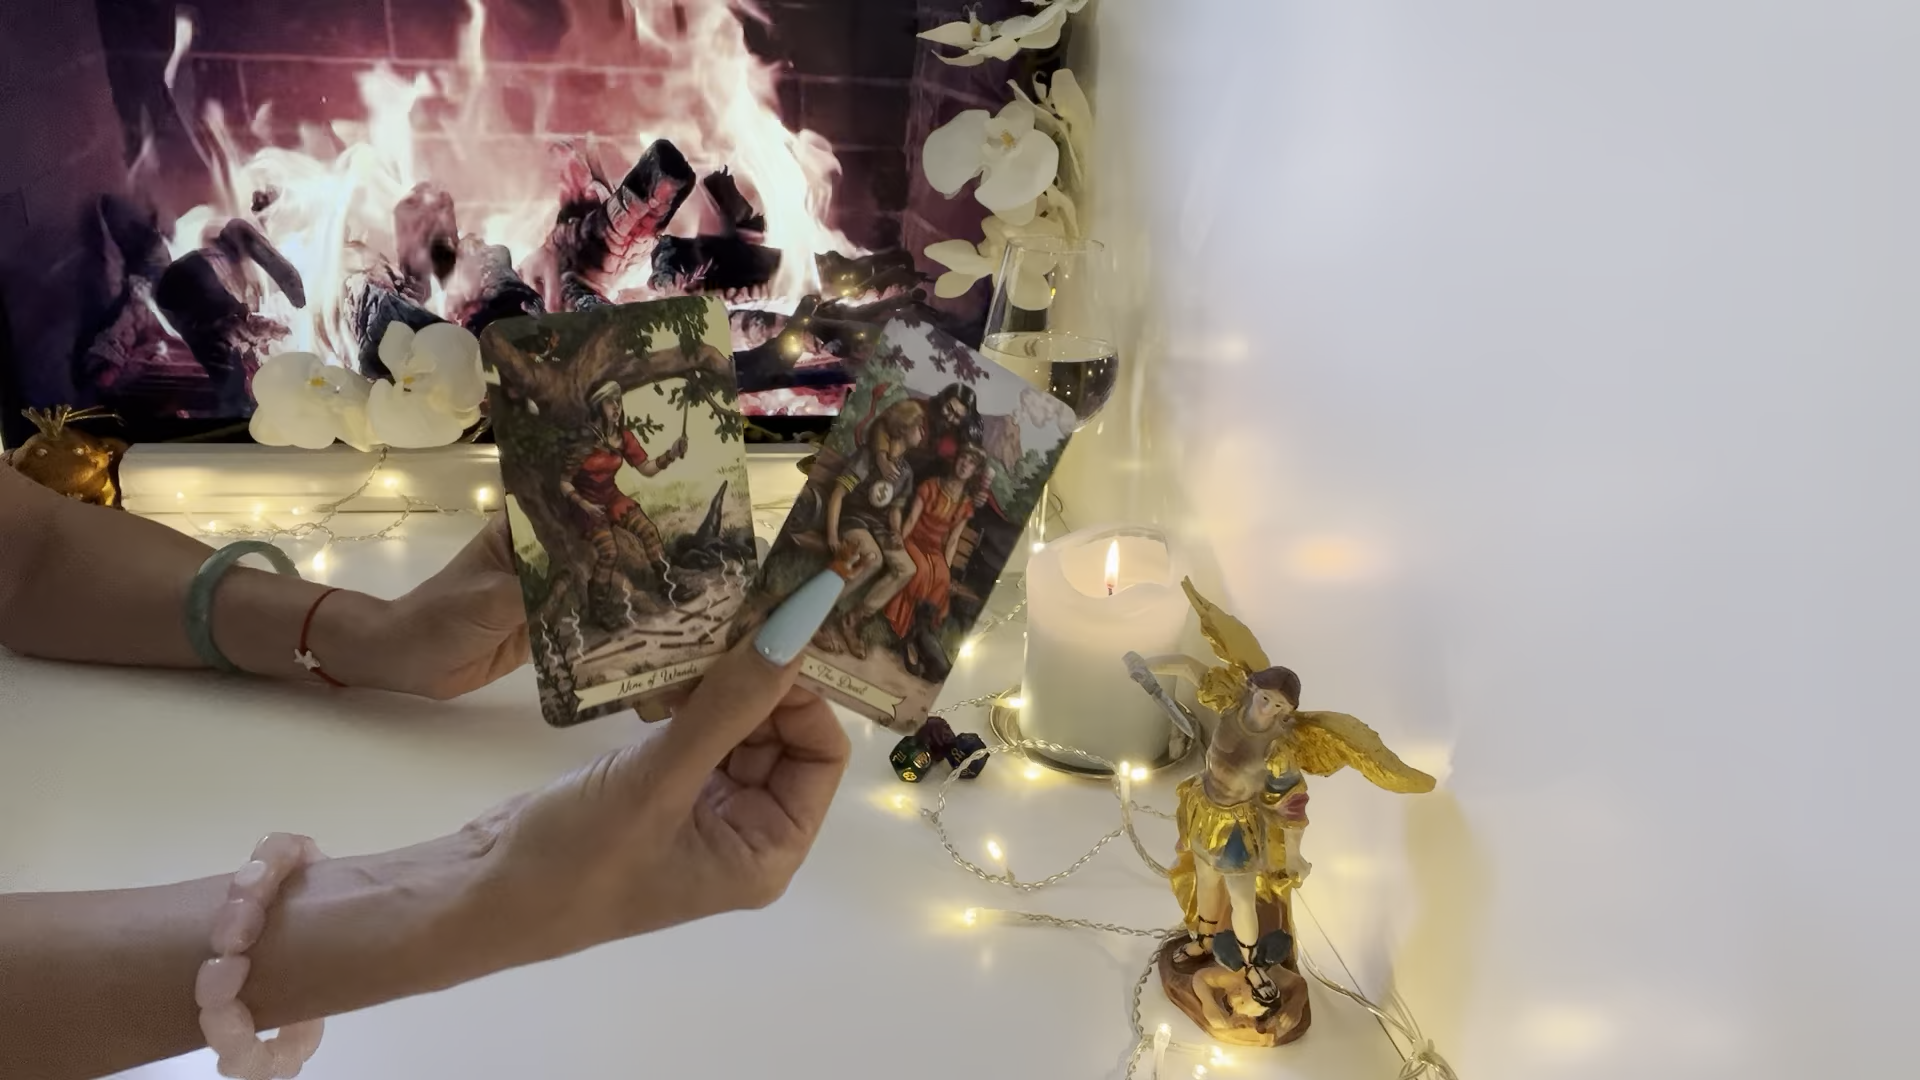 Nine of Wands
The Devil